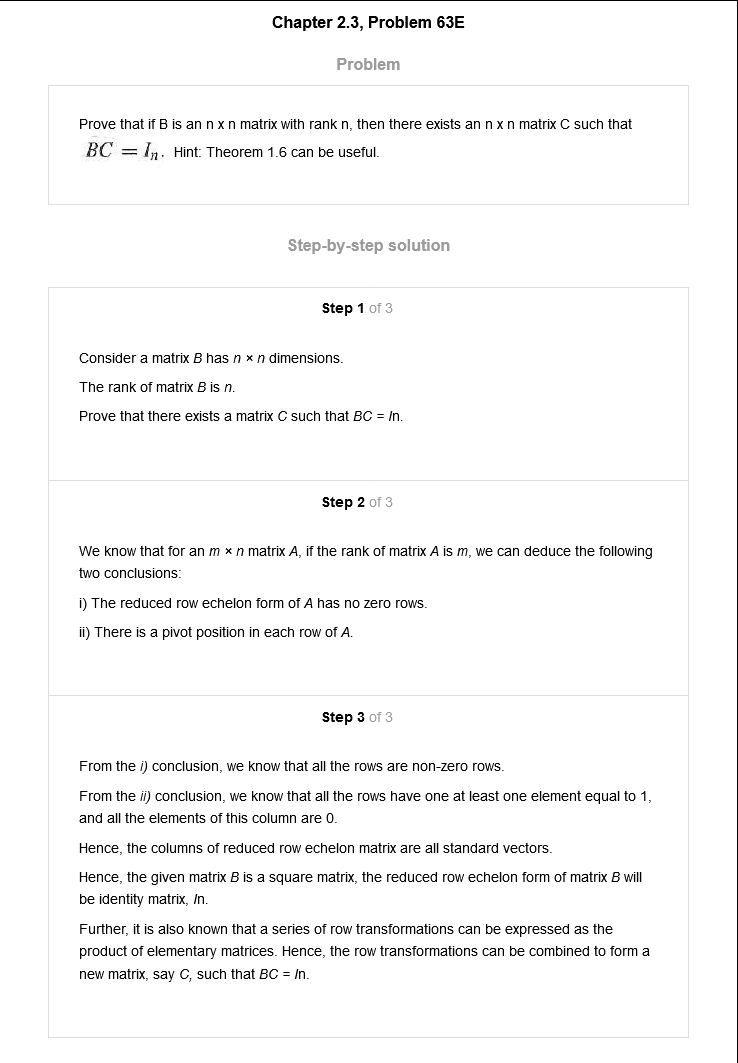 Chapter 2.3, Problem 63E
Problem
Prove that if B is an n x n matrix with rank n, then there exists an n x n matrix C such that
BC = Iₙ. Hint: Theorem 1.6 can be useful.
Step-by-step solution
Step 1 of 3
Consider a matrix B has n × n dimensions.
The rank of matrix B is n.
Prove that there exists a matrix C such that BC = In.
Step 2 of 3
We know that for an m × n matrix A, if the rank of matrix A is m, we can deduce the following
two conclusions:
i) The reduced row echelon form of A has no zero rows.
ii) There is a pivot position in each row of A.
Step 3 of 3
From the i) conclusion, we know that all the rows are non-zero rows.
From the ii) conclusion, we know that all the rows have one at least one element equal to 1,
and all the elements of this column are 0.
Hence, the columns of reduced row echelon matrix are all standard vectors.
Hence, the given matrix B is a square matrix, the reduced row echelon form of matrix B will
be identity matrix, In.
Further, it is also known that a series of row transformations can be expressed as the
product of elementary matrices. Hence, the row transformations can be combined to form a
new matrix, say C, such that BC = In.